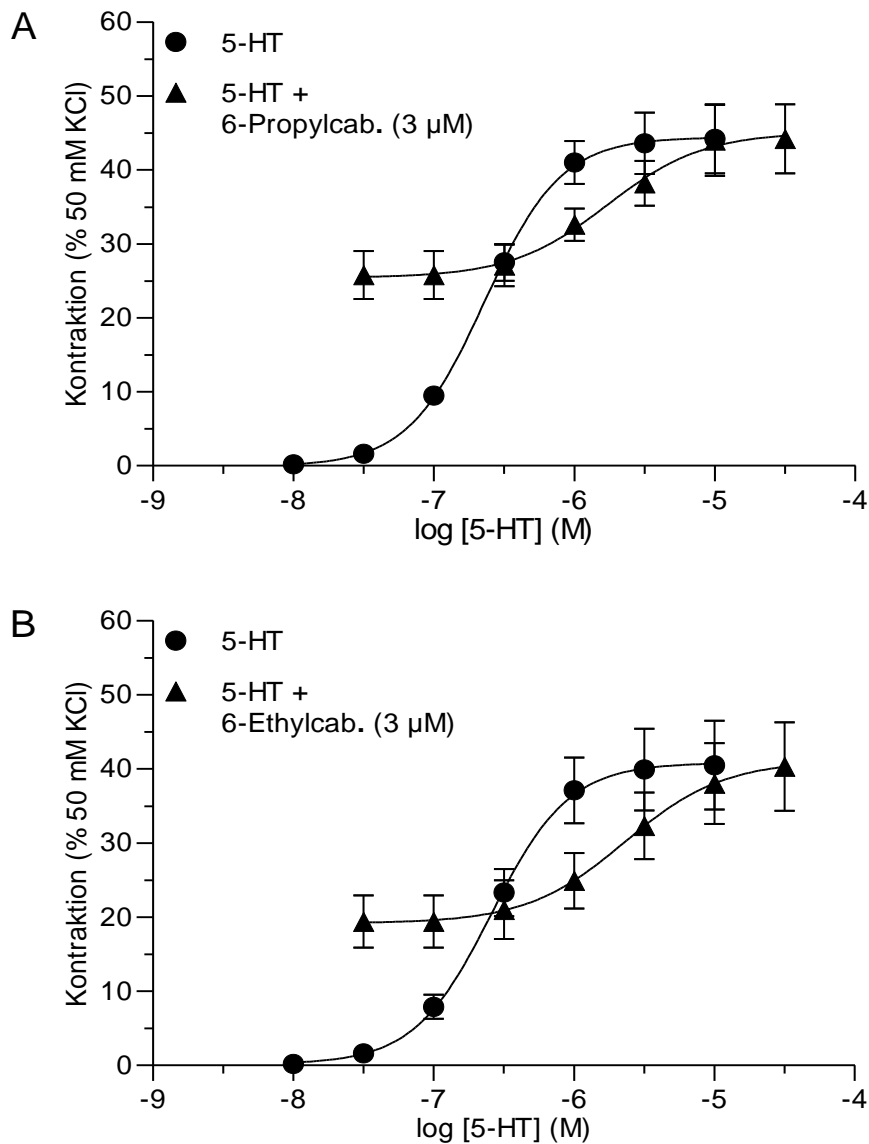 A
Kontraktion (% 50 mM KCl)
60
50
40
30
20
10
0
5-HT
5-HT +
6-Propylcab. (3 µM)
-9
-8
-7
-6
-5
-4
log [5-HT] (M)
B
Kontraktion (% 50 mM KCl)
60
50
40
30
20
10
0
5-HT
5-HT +
6-Ethylcab. (3 µM)
-9
-8
-7
-6
-5
-4
log [5-HT] (M)